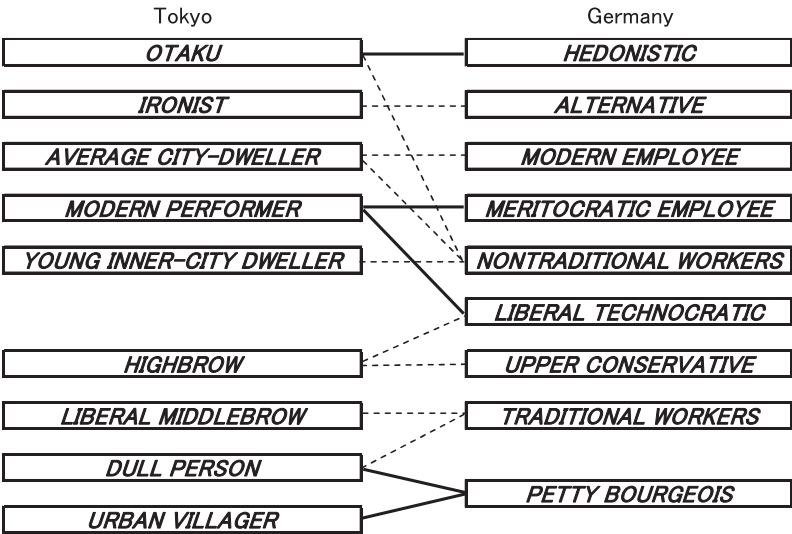 Tokyo
Germany
OTAKU
HEDONISTIC
IRONIST
ALTERNATIVE
AVERAGE CITY-DWELLER
MODERN EMPLOYEE
MODERN PERFORMER
MERITOCRATIC EMPLOYEE
YOUNG INNER-CITY DWELLER
NONTRADITIONAL WORKERS
LIBERAL TECHNOCRATIC
HIGHBROW
UPPER CONSERVATIVE
LIBERAL MIDDLEBROW
TRADITIONAL WORKERS
DULL PERSON
PETTY BOURGEOIS
URBAN VILLAGER